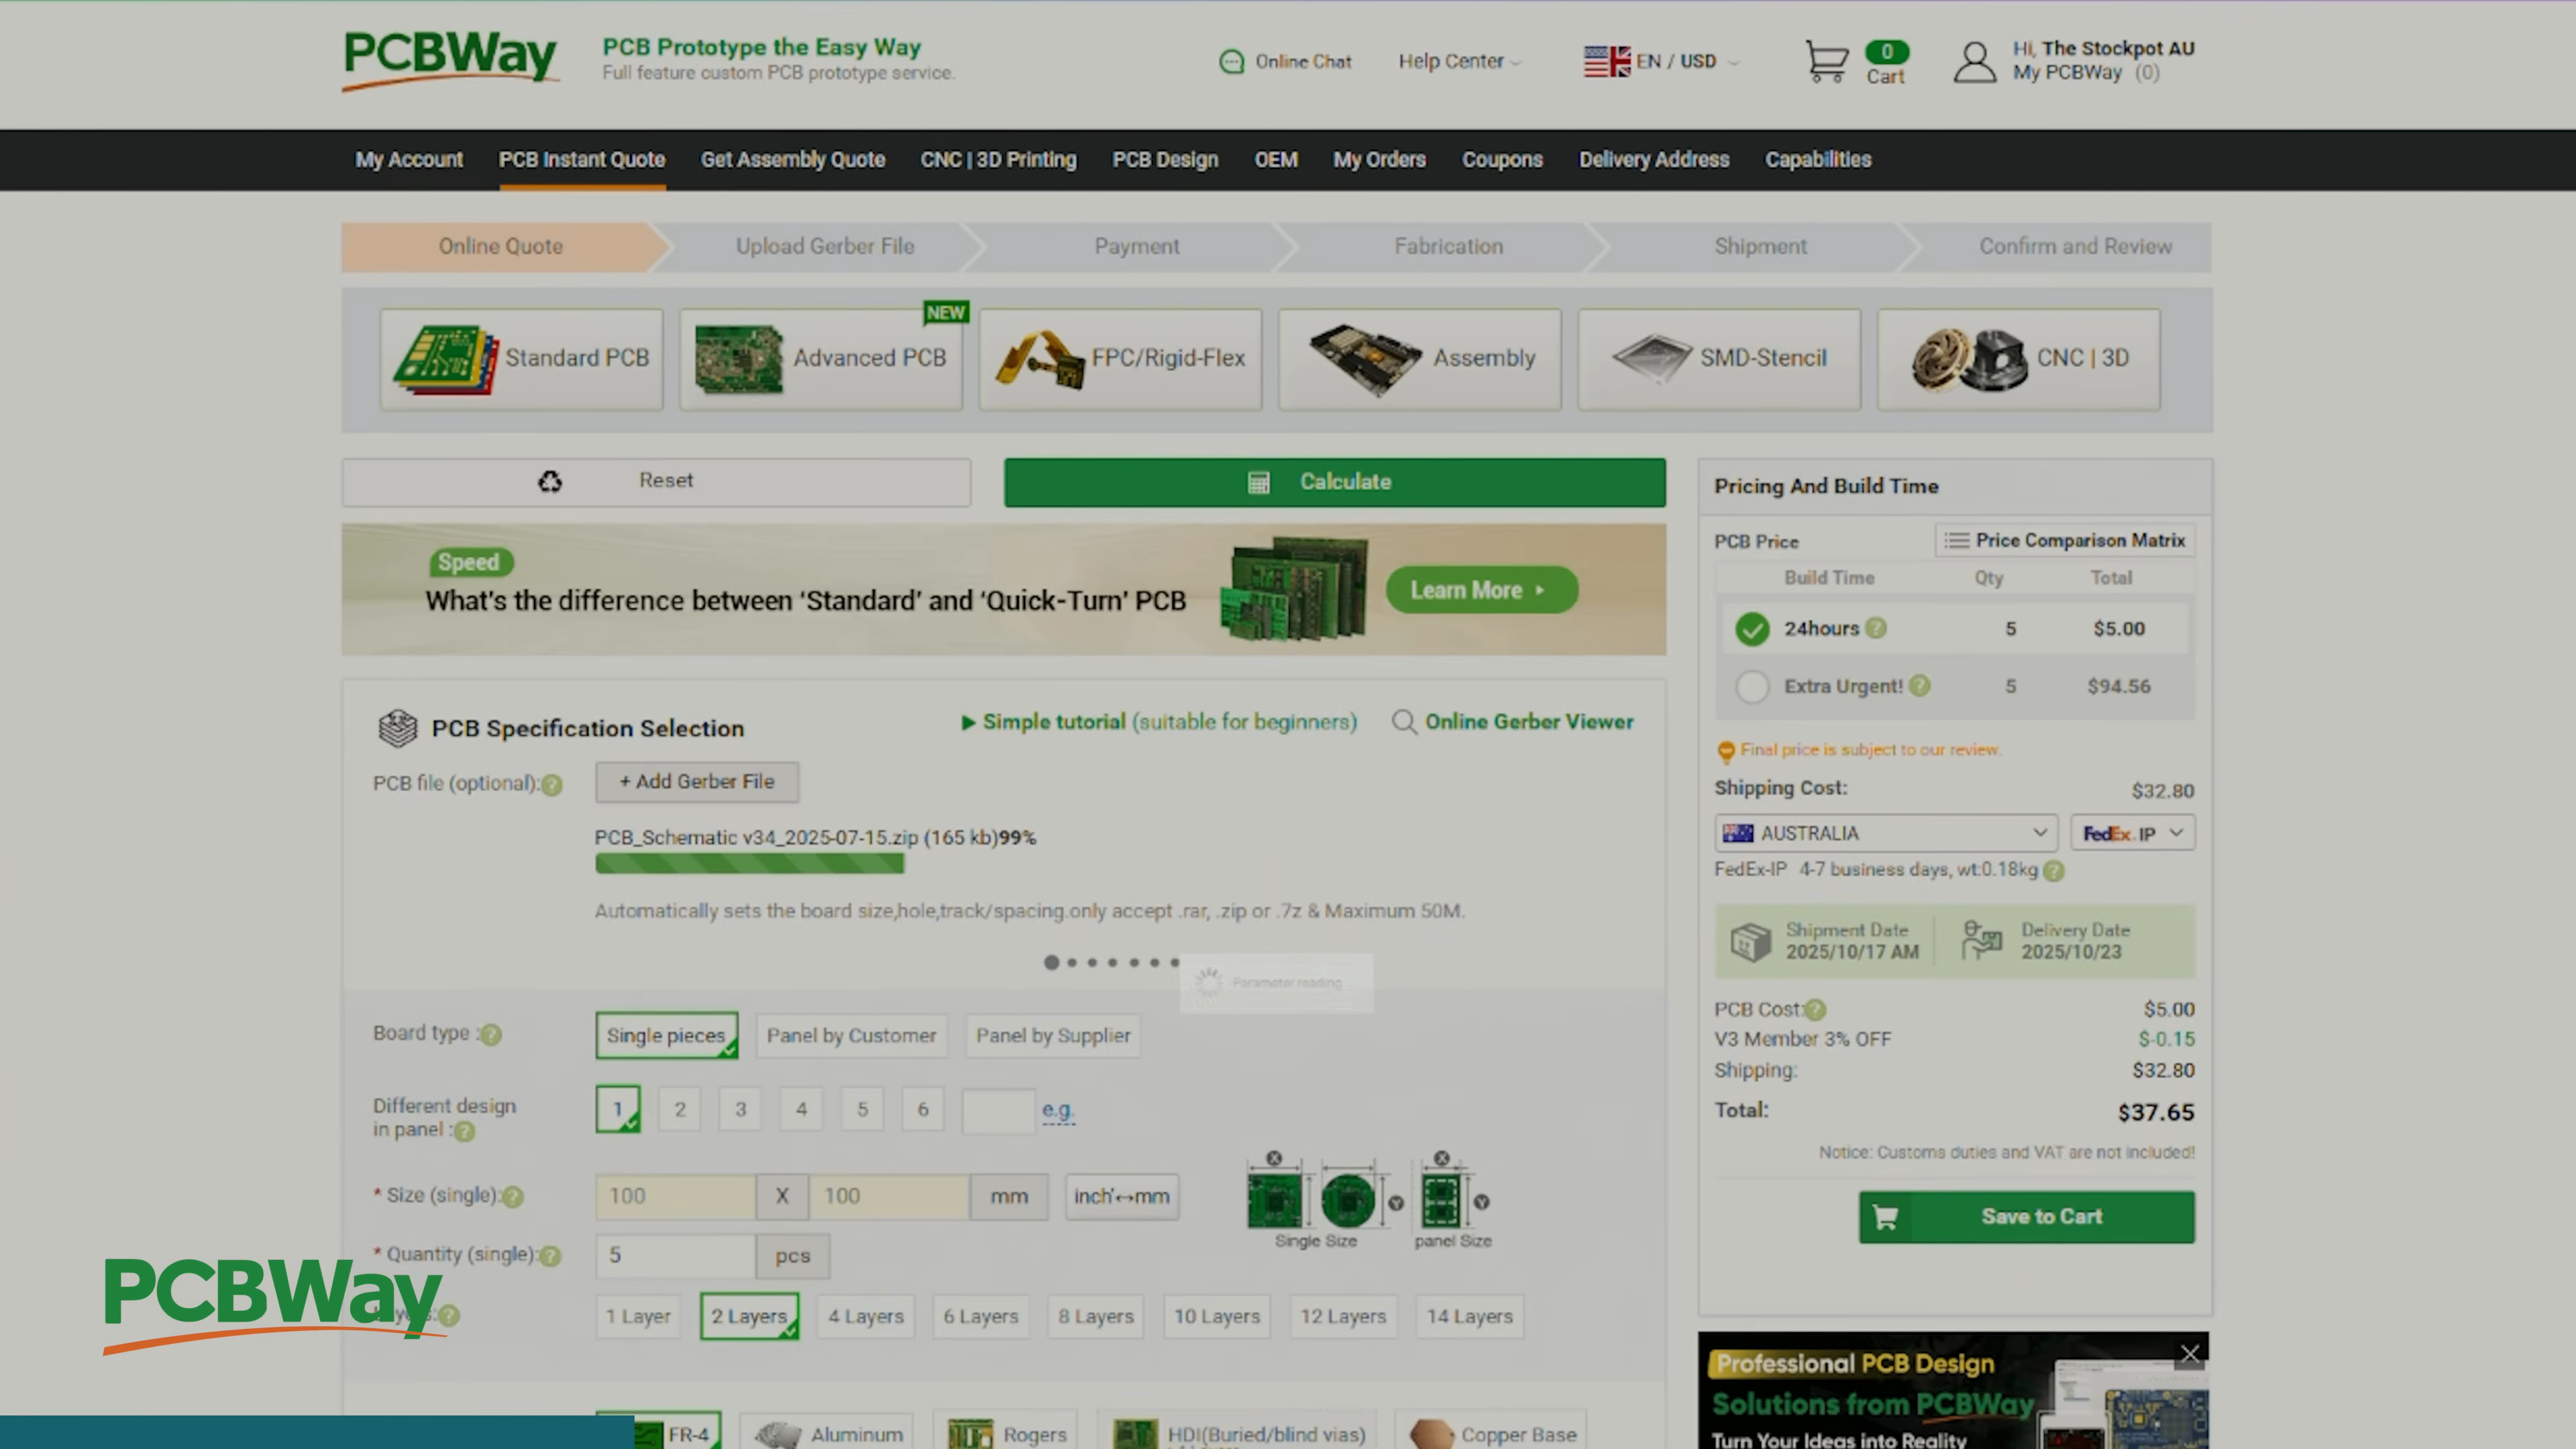 PCBWay
PCB Prototype the Easy Way
Full feature custom PCB prototype service.
Online Chat
Help Center
EN / USD
0
Cart
Hi, The Stockpot AU
My PCBWay (0)
My Account
PCB Instant Quote
Get Assembly Quote
CNC | 3D Printing
PCB Design
OEM
My Orders
Coupons
Delivery Address
Capabilities
Online Quote
Upload Gerber File
Payment
Fabrication
Shipment
Confirm and Review
Standard PCB
NEW
Advanced PCB
FPC/Rigid-Flex
Assembly
SMD-Stencil
CNC | 3D
Reset
Calculate
Speed
What's the difference between ‘Standard’ and ‘Quick-Turn’ PCB
Learn More
PCB Specification Selection
Simple tutorial (suitable for beginners)
Online Gerber Viewer
PCB file (optional):
+ Add Gerber File
PCB_Schematic v34_2025-07-15.zip (165 kb)99%
Automatically sets the board size,hole,track/spacing.only accept .rar, .zip or .7z & Maximum 50M.
Parameter reading
Board type :
Single pieces
Panel by Customer
Panel by Supplier
Different design
in panel :
1
2
3
4
5
6
e.g.
* Size (single):
100
X
100
mm
inch'↔mm
X
X
Y
Y
Single Size
panel Size
* Quantity (single):
5
pcs
PCBWay
1 Layer
2 Layers
4 Layers
6 Layers
8 Layers
10 Layers
12 Layers
14 Layers
FR-4
Aluminum
Rogers
HDI(Buried/blind vias)
Copper Base
Pricing And Build Time
PCB Price
Price Comparison Matrix
Build Time
Qty
Total
24hours
5
$5.00
Extra Urgent!
5
$94.56
Final price is subject to our review.
Shipping Cost:
$32.80
AUSTRALIA
FedEx IP
FedEx-IP 4-7 business days, wt:0.18kg
Shipment Date
2025/10/17 AM
Delivery Date
2025/10/23
PCB Cost:
$5.00
V3 Member 3% OFF
$-0.15
Shipping:
$32.80
Total:
$37.65
Notice: Customs duties and VAT are not included!
Save to Cart
Professional PCB Design
Solutions from PCBWay
Turn Your Ideas into Reality